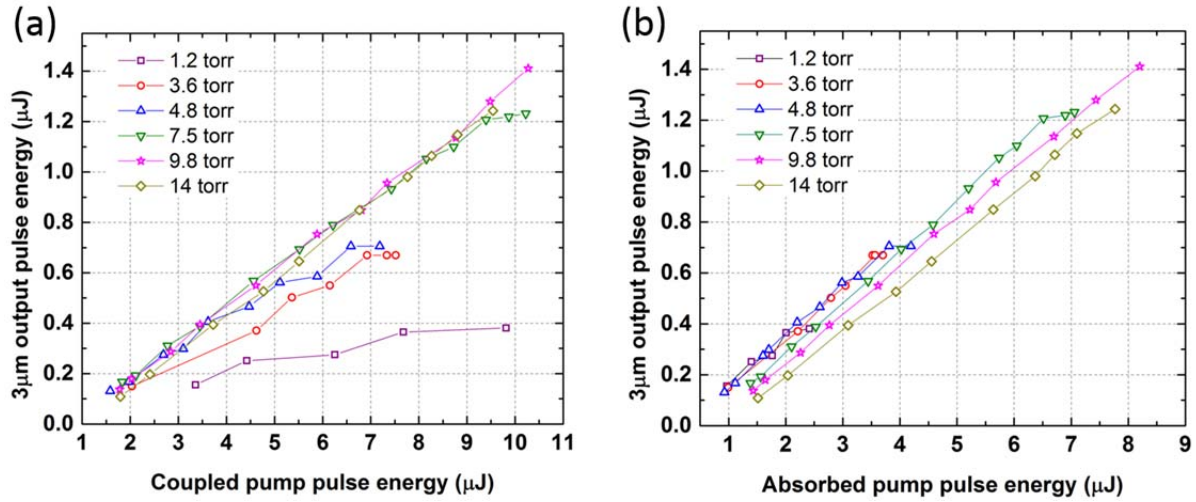 (a)
3μm output pulse energy (μJ)
1.4
1.2
1.0
0.8
0.6
0.4
0.2
0.0
1.2 torr
3.6 torr
4.8 torr
7.5 torr
9.8 torr
14 torr
1 2 3 4 5 6 7 8 9 10 11
Coupled pump pulse energy (μJ)
(b)
3μm output pulse energy (μJ)
1.4
1.2
1.0
0.8
0.6
0.4
0.2
0.0
1.2 torr
3.6 torr
4.8 torr
7.5 torr
9.8 torr
14 torr
1 2 3 4 5 6 7 8 9
Absorbed pump pulse energy (μJ)